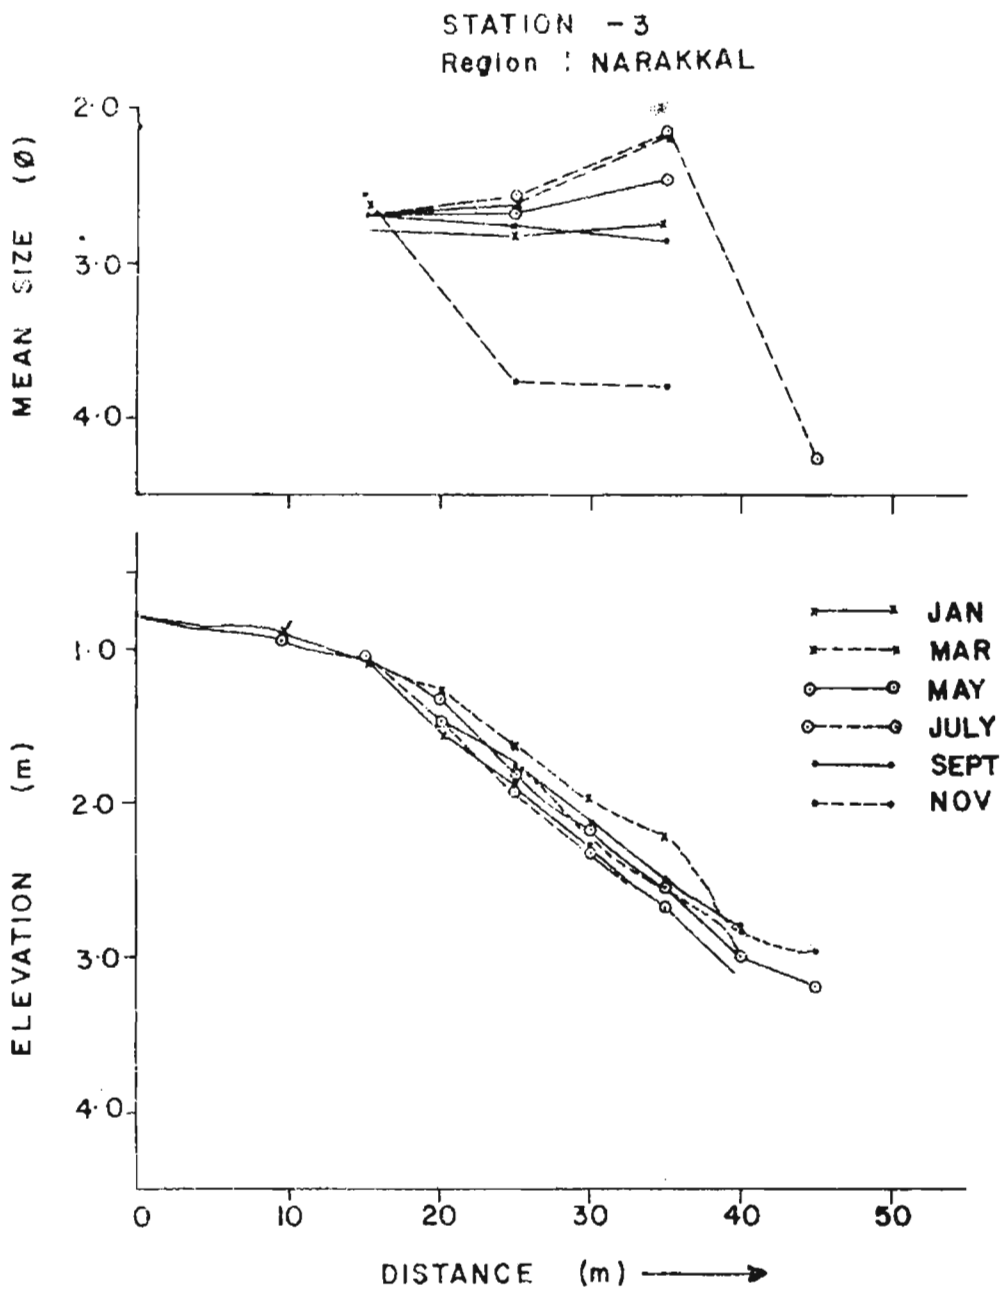 STATION -3
Region : NARAKKAL
MEAN SIZE (Ø)
2.0
3.0
4.0
ELEVATION (m)
1.0
2.0
3.0
4.0
JAN
MAR
MAY
JULY
SEPT
NOV
0 10 20 30 40 50
DISTANCE (m)